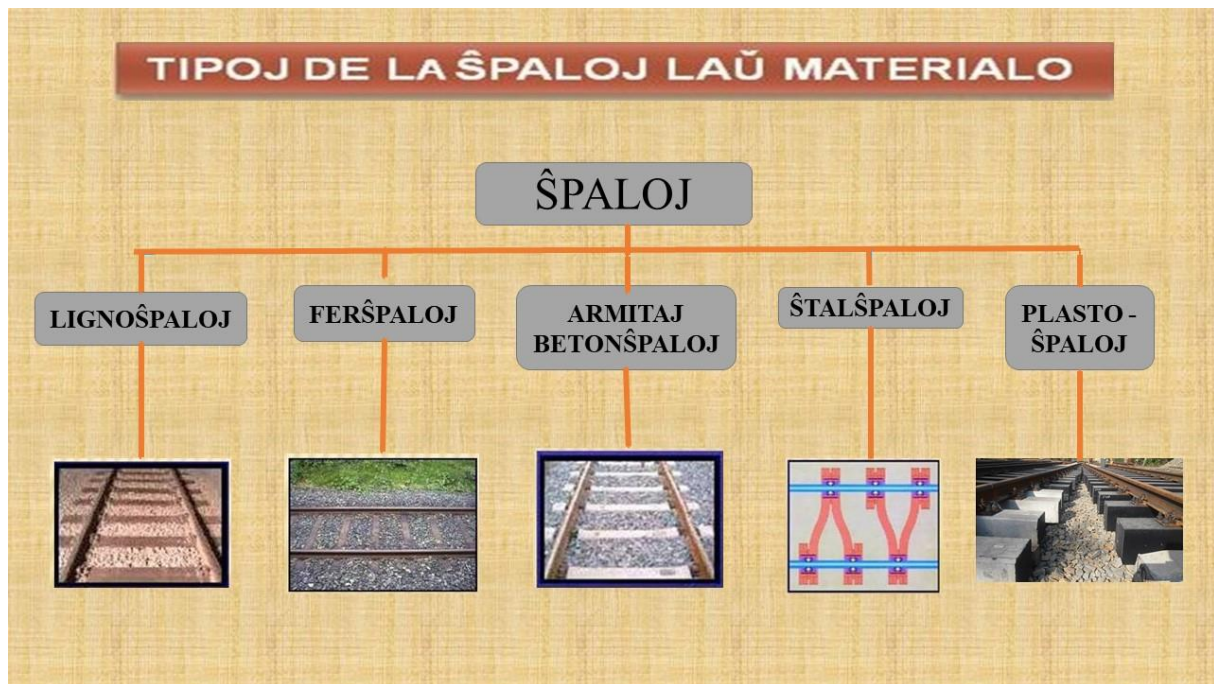 TIPOJ DE LA ŜPALOJ LAŬ MATERIALO
ŜPALOJ
LIGNOŜPALOJ
FERŜPALOJ
ARMITAJ
BETONŜPALOJ
ŜTALŜPALOJ
PLASTO -
ŜPALOJ